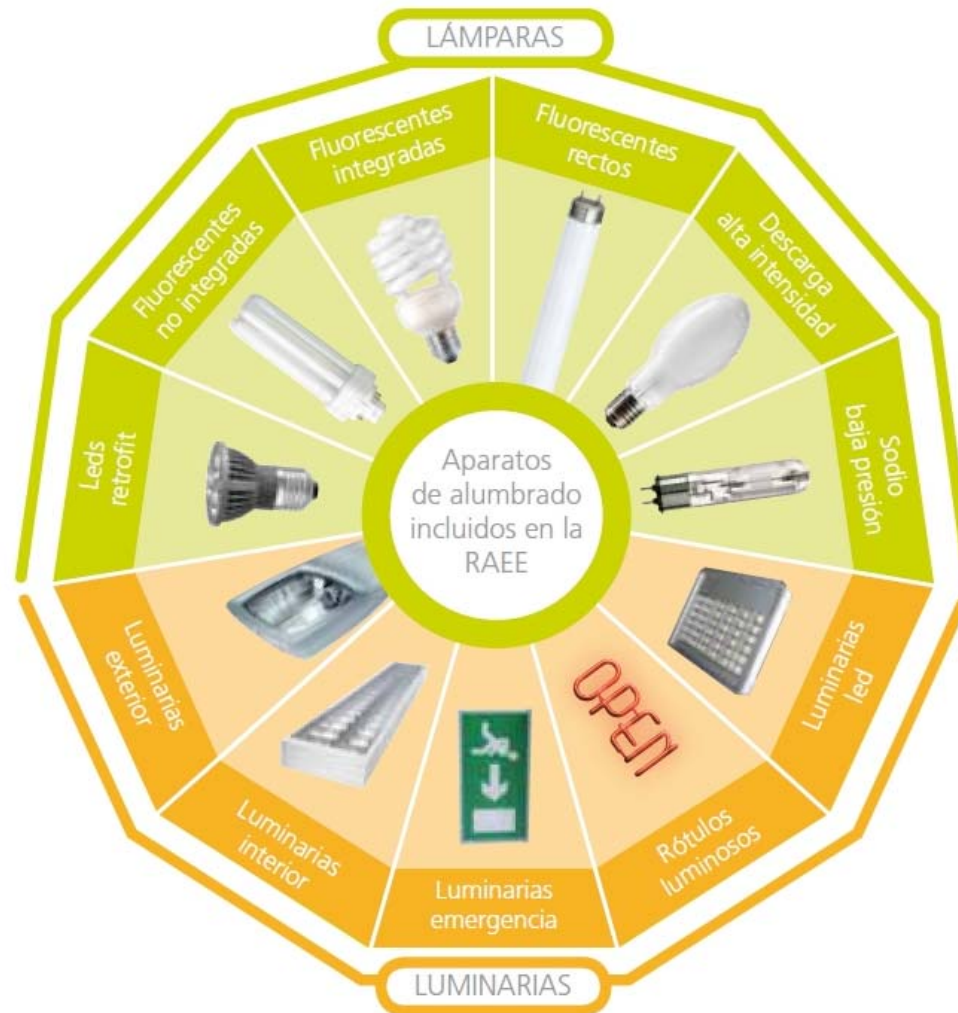 LÁMPARAS
Fluorescentes
integradas
Fluorescentes
rectos
Fluorescentes
no integradas
Descarga
alta intensidad
Leds
retrofit
Sodio
baja presión
Aparatos
de alumbrado
incluidos en la
RAEE
Luminarias
exterior
Luminarias
led
OPEN
Luminarias
interior
Rótulos
luminosos
Luminarias
emergencia
LUMINARIAS